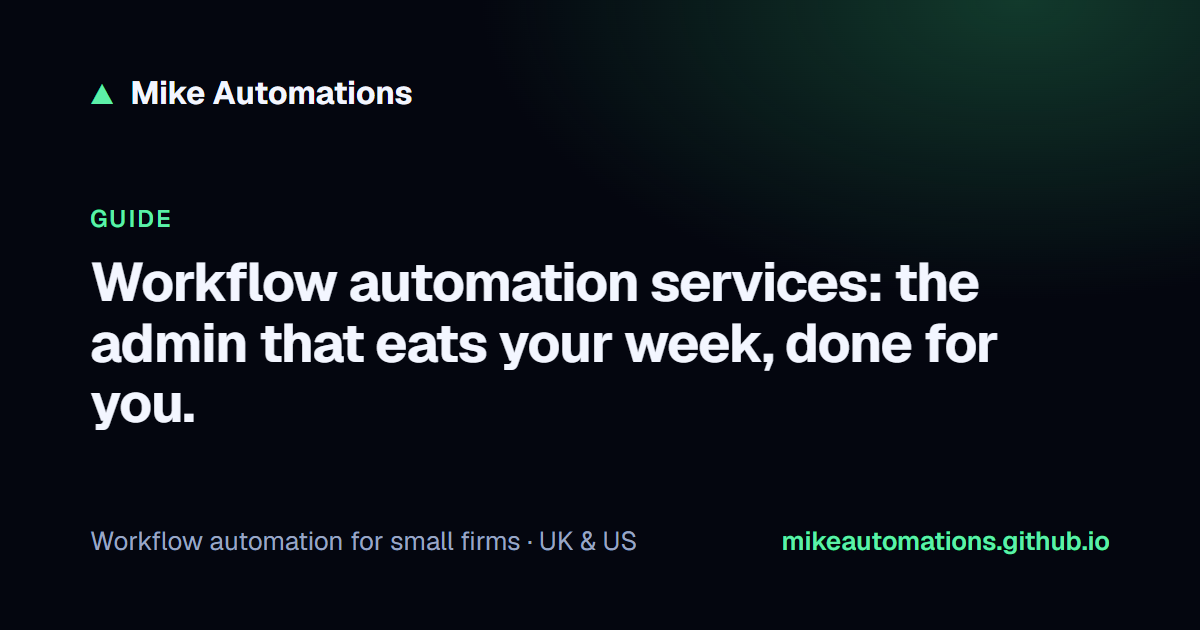 Mike Automations
GUIDE
Workflow automation services: the
admin that eats your week, done for
you.
Workflow automation for small firms · UK & US
mikeautomations.github.io